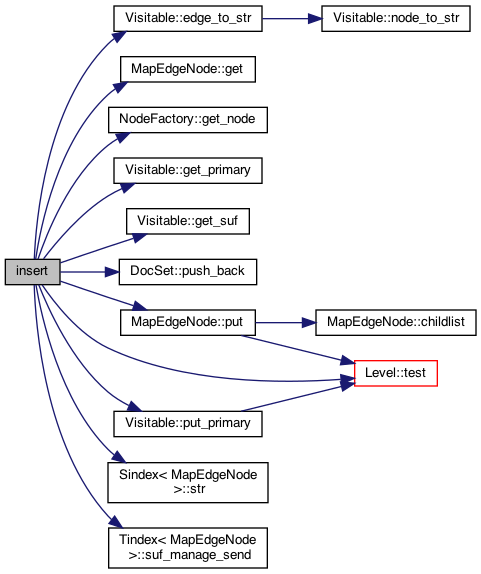 Visitable::edge_to_str
Visitable::node_to_str
MapEdgeNode::get
NodeFactory::get_node
Visitable::get_primary
Visitable::get_suf
insert
DocSet::push_back
MapEdgeNode::put
MapEdgeNode::childlist
Level::test
Visitable::put_primary
Sindex< MapEdgeNode
>::str
Tindex< MapEdgeNode
>::suf_manage_send